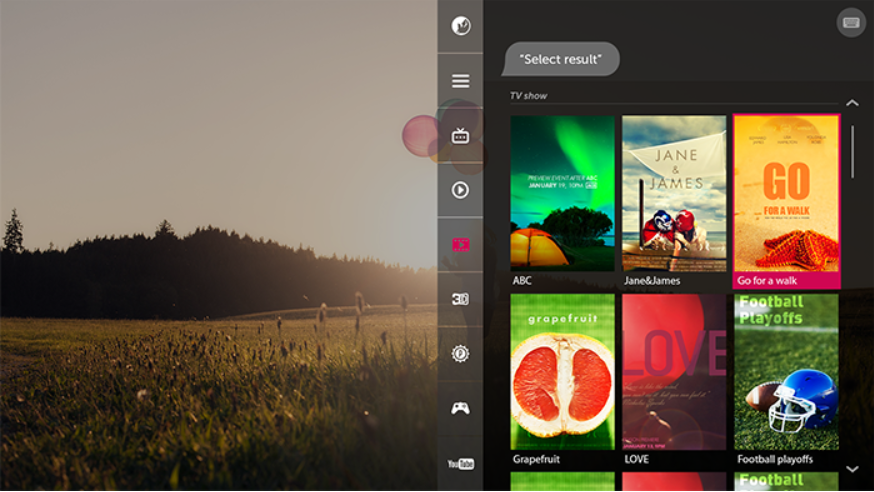 "Select result"
TV show
PREVIEW EVENT AFTER ABC
JANUARY 19, 10PM
ABC
JANE
&
JAMES
Jane&James
GO
FOR A WALK
Go for a walk
3D
P
YouTube
grapefruit
Grapefruit
LOVE
LOVE
Football
Playoffs
Football playoffs
Football